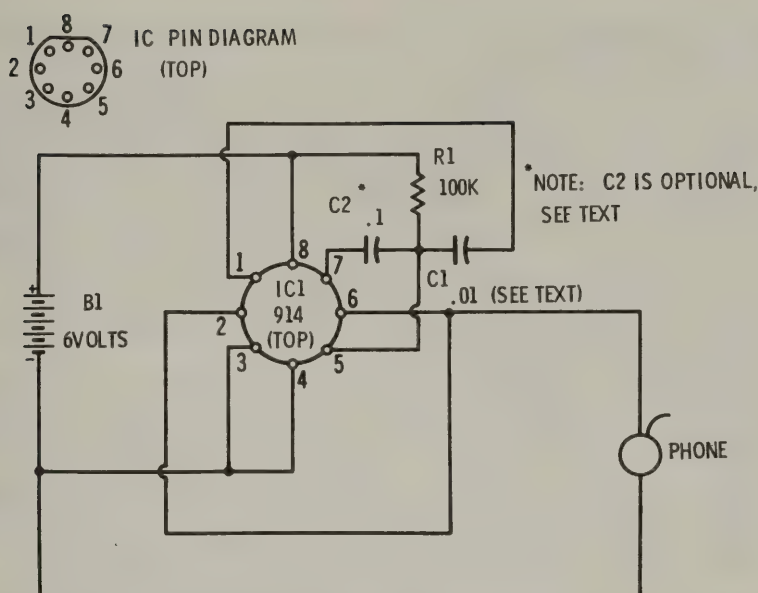 8
1 7 IC PIN DIAGRAM
2 6 (TOP)
3 5
4
R1
100K
*NOTE: C2 IS OPTIONAL,
SEE TEXT
C2 *
.1
8
1 7
C1
.01 (SEE TEXT)
+
B1
6VOLTS
-
IC1
914
(TOP)
2 6
3 5
4
PHONE